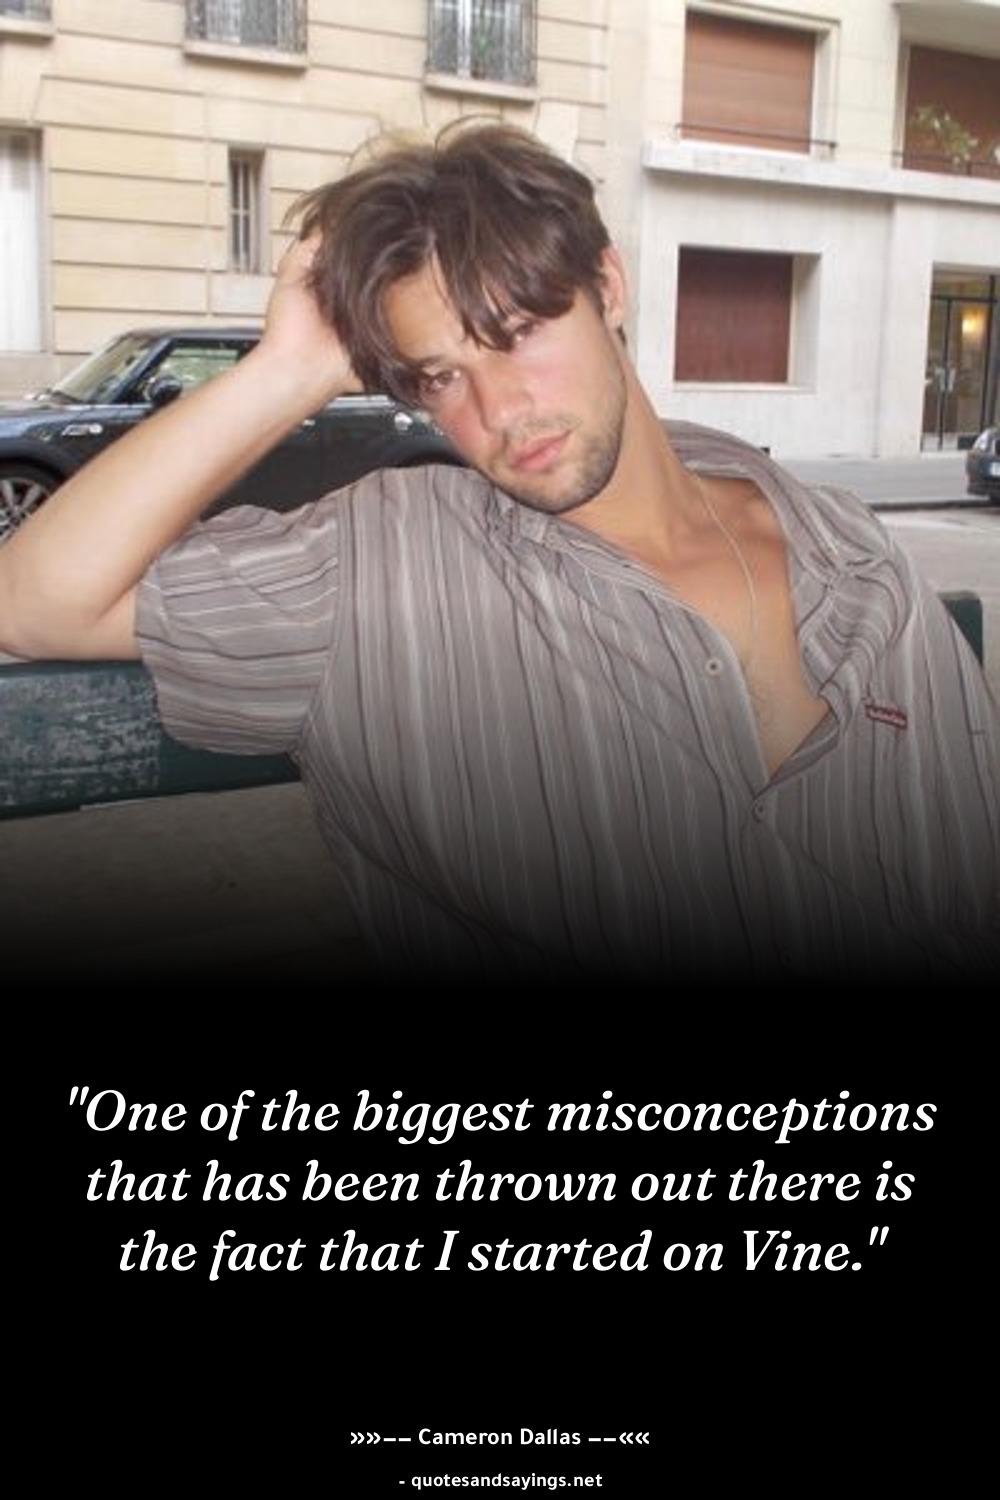 "One of the biggest misconceptions
that has been thrown out there is
the fact that I started on Vine."
»»–– Cameron Dallas ––««
- quotesandsayings.net